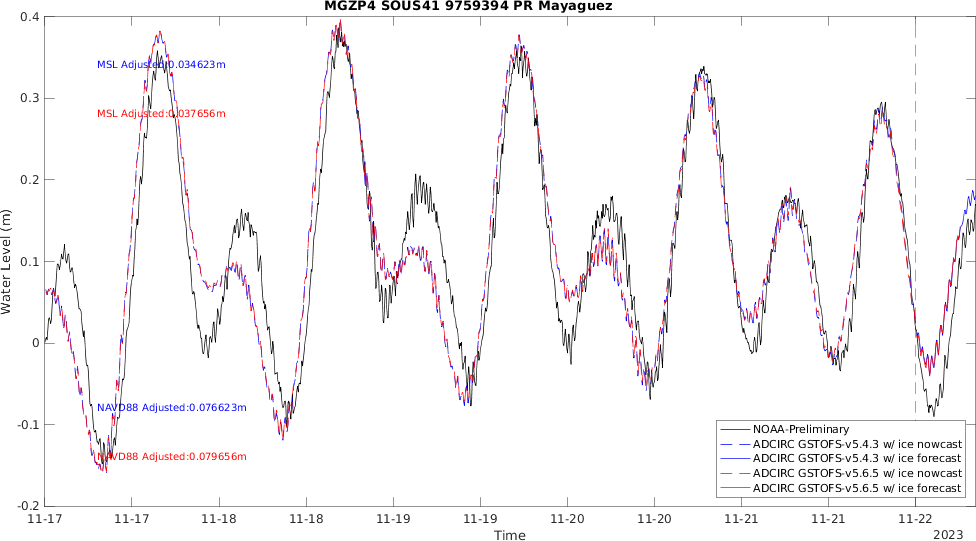 MGZP4 SOUS41 9759394 PR Mayaguez
0.4
MSL Adjusted:0.034623m
0.3
MSL Adjusted:0.037656m
0.2
Water Level (m)
0.1
0
NAVD88 Adjusted:0.076623m
-0.1
NAVD88 Adjusted:0.079656m
-0.2
NOAA-Preliminary
ADCIRC GSTOFS-v5.4.3 w/ ice nowcast
ADCIRC GSTOFS-v5.4.3 w/ ice forecast
ADCIRC GSTOFS-v5.6.5 w/ ice nowcast
ADCIRC GSTOFS-v5.6.5 w/ ice forecast
11-17 11-17 11-18 11-18 11-19 11-19 11-20 11-20 11-21 11-21 11-22
Time
2023